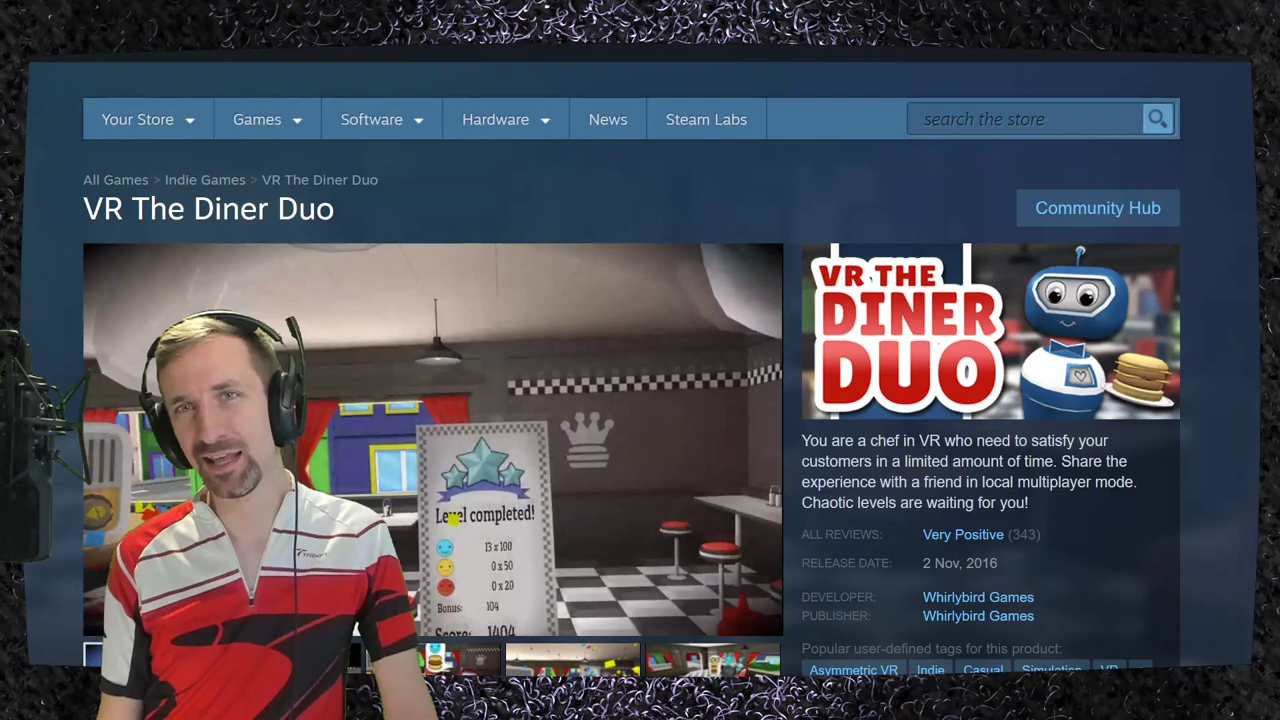 Your Store
Games
Software
Hardware
News
Steam Labs
search the store
All Games > Indie Games > VR The Diner Duo
VR The Diner Duo
Community Hub
VR THE
DINER
DUO
Level completed!
13 x 100
0 x 50
0 x 20
Bonus: 104
Score: 1404
You are a chef in VR who need to satisfy your
customers in a limited amount of time. Share the
experience with a friend in local multiplayer mode.
Chaotic levels are waiting for you!
ALL REVIEWS: Very Positive (343)
RELEASE DATE: 2 Nov, 2016
DEVELOPER: Whirlybird Games
PUBLISHER: Whirlybird Games
Popular user-defined tags for this product:
Asymmetric VR Indie Casual Simulation VR